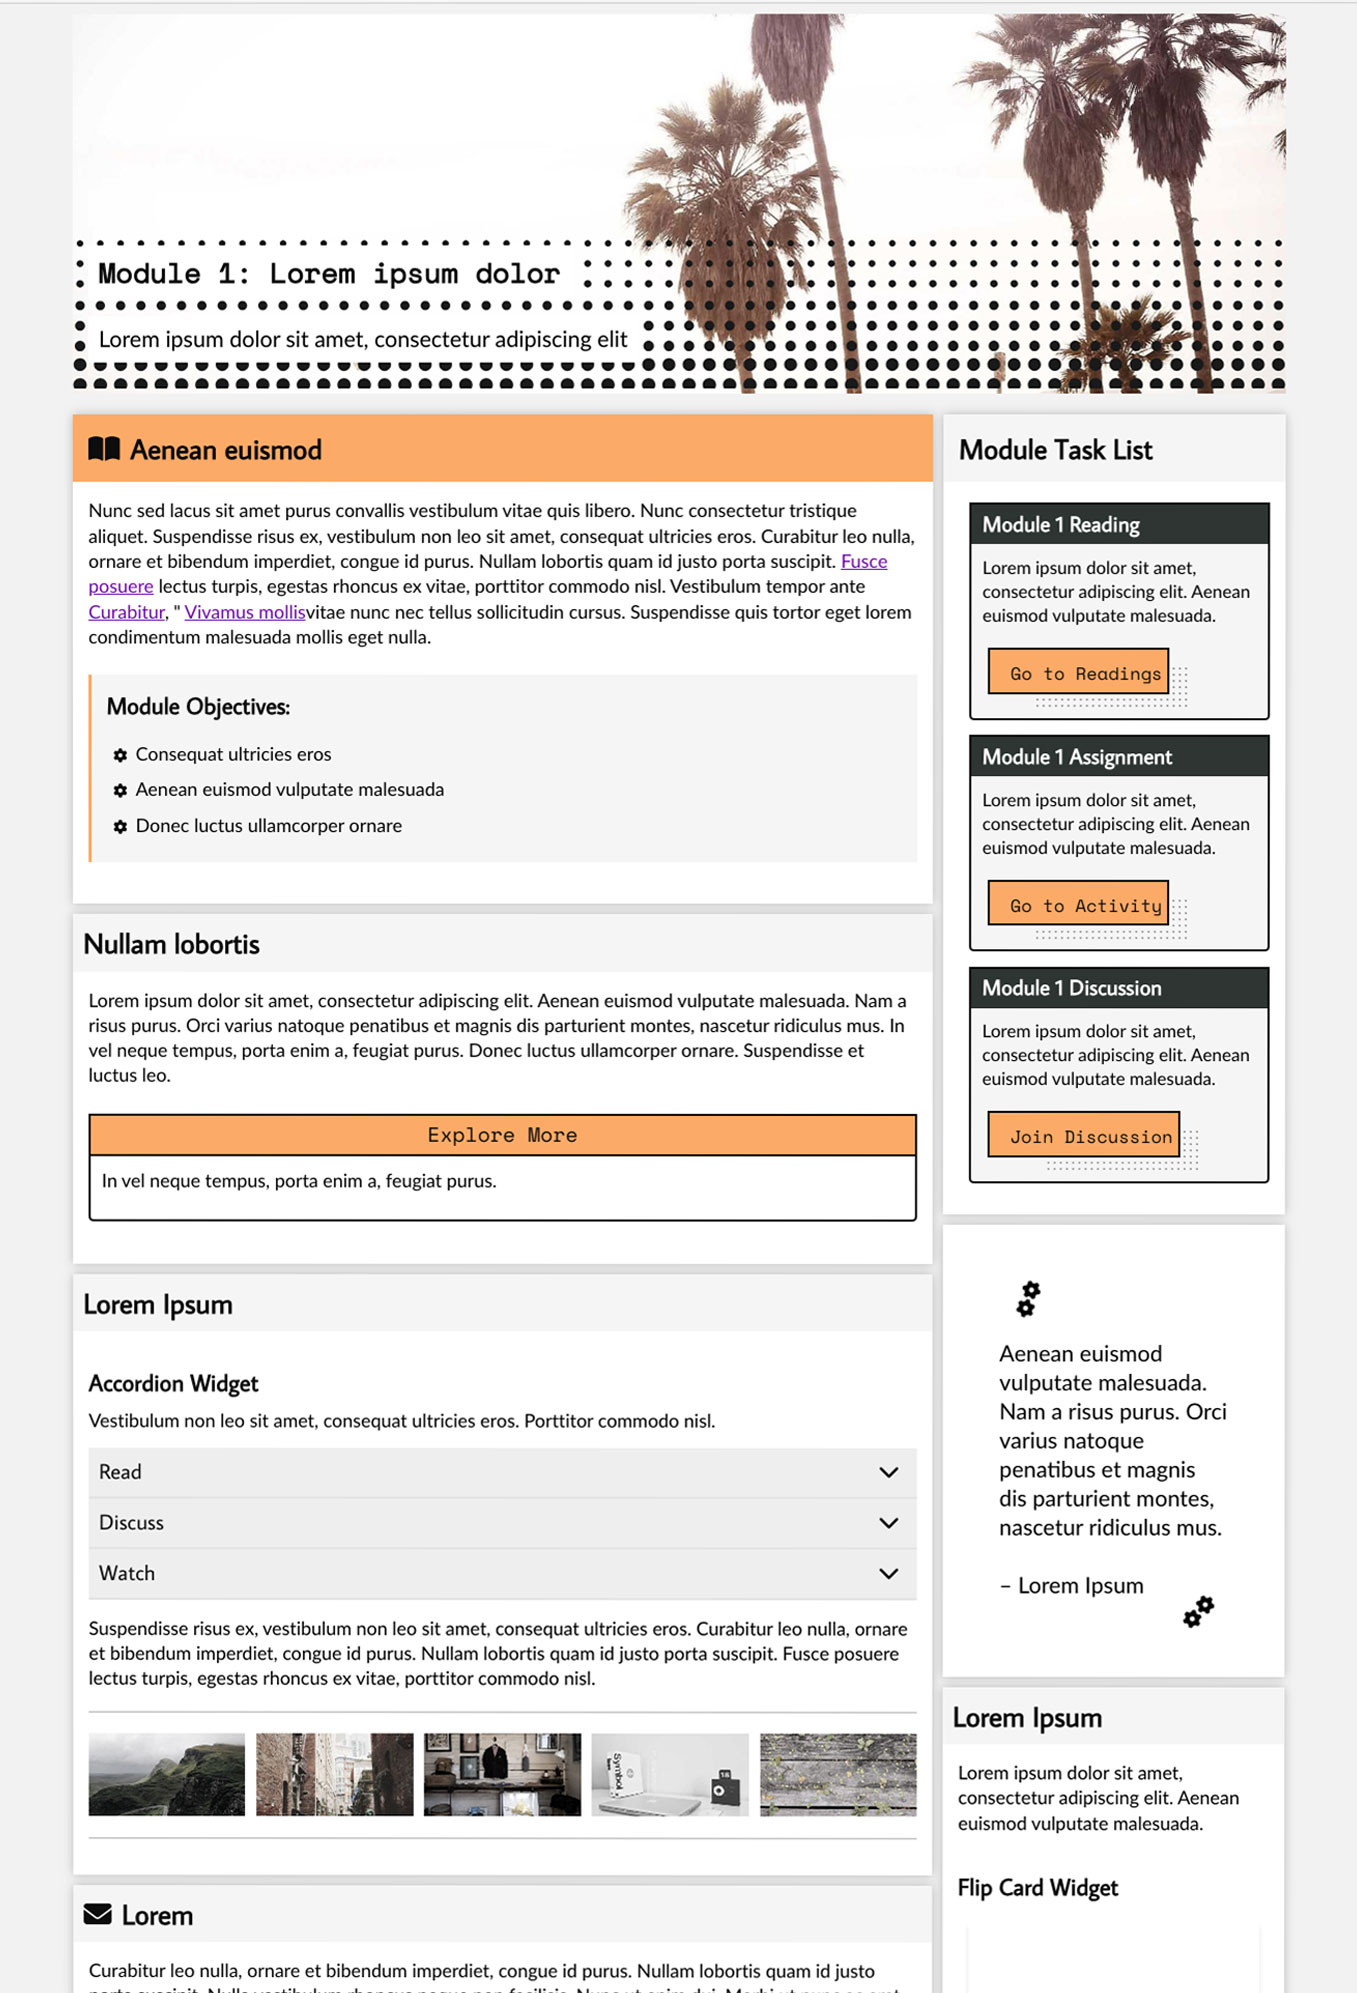 Module 1: Lorem ipsum dolor
Lorem ipsum dolor sit amet, consectetur adipiscing elit
Aenean euismod
Nunc sed lacus sit amet purus convallis vestibulum vitae quis libero. Nunc consectetur tristique
aliquet. Suspendisse risus ex, vestibulum non leo sit amet, consequat ultricies eros. Curabitur leo nulla,
ornare et bibendum imperdiet, congue id purus. Nullam lobortis quam id justo porta suscipit. Fusce
posuere lectus turpis, egestas rhoncus ex vitae, porttitor commodo nisl. Vestibulum tempor ante
Curabitur, " Vivamus mollisvitae nunc nec tellus sollicitudin cursus. Suspendisse quis tortor eget lorem
condimentum malesuada mollis eget nulla.
Module Objectives:
Consequat ultricies eros
Aenean euismod vulputate malesuada
Donec luctus ullamcorper ornare
Nullam lobortis
Lorem ipsum dolor sit amet, consectetur adipiscing elit. Aenean euismod vulputate malesuada. Nam a
risus purus. Orci varius natoque penatibus et magnis dis parturient montes, nascetur ridiculus mus. In
vel neque tempus, porta enim a, feugiat purus. Donec luctus ullamcorper ornare. Suspendisse et
luctus leo.
Explore More
In vel neque tempus, porta enim a, feugiat purus.
Lorem Ipsum
Accordion Widget
Vestibulum non leo sit amet, consequat ultricies eros. Porttitor commodo nisl.
Read
Discuss
Watch
Suspendisse risus ex, vestibulum non leo sit amet, consequat ultricies eros. Curabitur leo nulla, ornare
et bibendum imperdiet, congue id purus. Nullam lobortis quam id justo porta suscipit. Fusce posuere
lectus turpis, egestas rhoncus ex vitae, porttitor commodo nisl.
Symbol
Lorem
Curabitur leo nulla, ornare et bibendum imperdiet, congue id purus. Nullam lobortis quam id justo
Module Task List
Module 1 Reading
Lorem ipsum dolor sit amet,
consectetur adipiscing elit. Aenean
euismod vulputate malesuada.
Go to Readings
Module 1 Assignment
Lorem ipsum dolor sit amet,
consectetur adipiscing elit. Aenean
euismod vulputate malesuada.
Go to Activity
Module 1 Discussion
Lorem ipsum dolor sit amet,
consectetur adipiscing elit. Aenean
euismod vulputate malesuada.
Join Discussion
Aenean euismod
vulputate malesuada.
Nam a risus purus. Orci
varius natoque
penatibus et magnis
dis parturient montes,
nascetur ridiculus mus.
– Lorem Ipsum
Lorem Ipsum
Lorem ipsum dolor sit amet,
consectetur adipiscing elit. Aenean
euismod vulputate malesuada.
Flip Card Widget